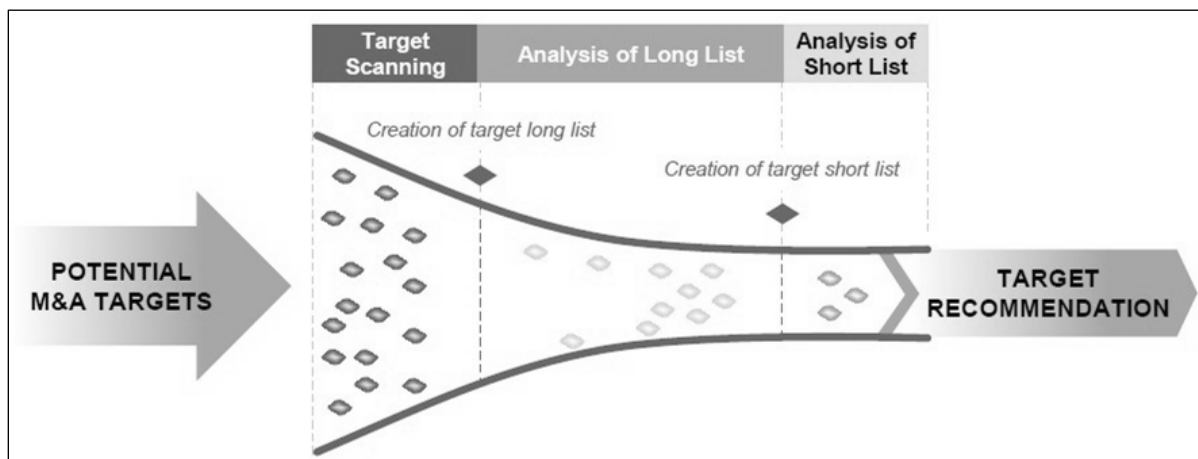 Target
Scanning
Analysis of Long List
Analysis of
Short List
Creation of target long list
Creation of target short list
POTENTIAL
M&A TARGETS
TARGET
RECOMMENDATION